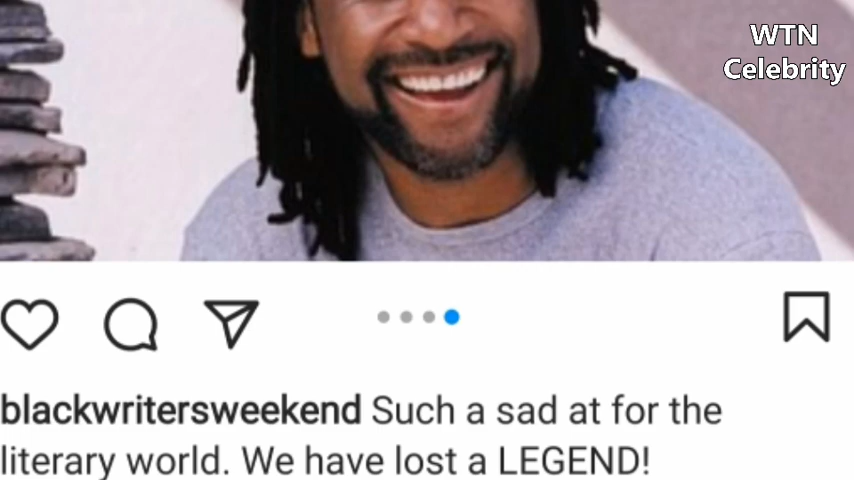 WTN
Celebrity
blackwritersweekend Such a sad at for the
literary world. We have lost a LEGEND!